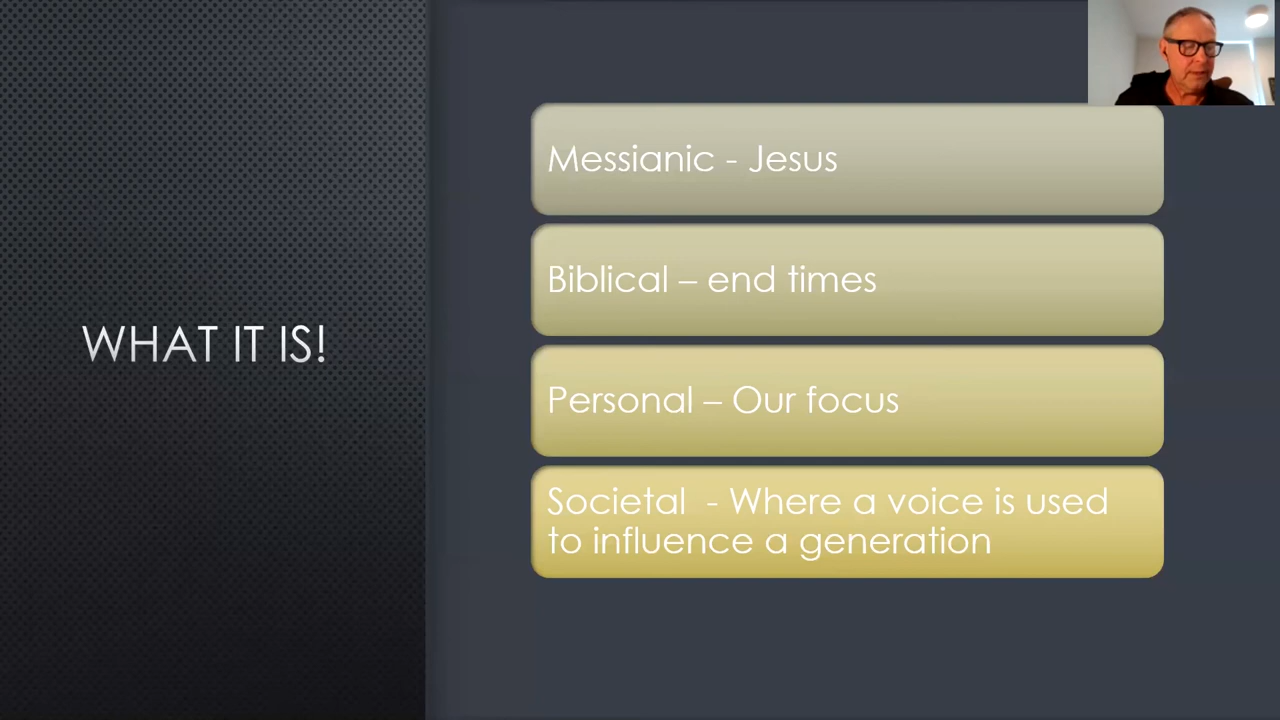 WHAT IT IS!
Messianic - Jesus
Biblical – end times
Personal – Our focus
Societal  - Where a voice is used
to influence a generation